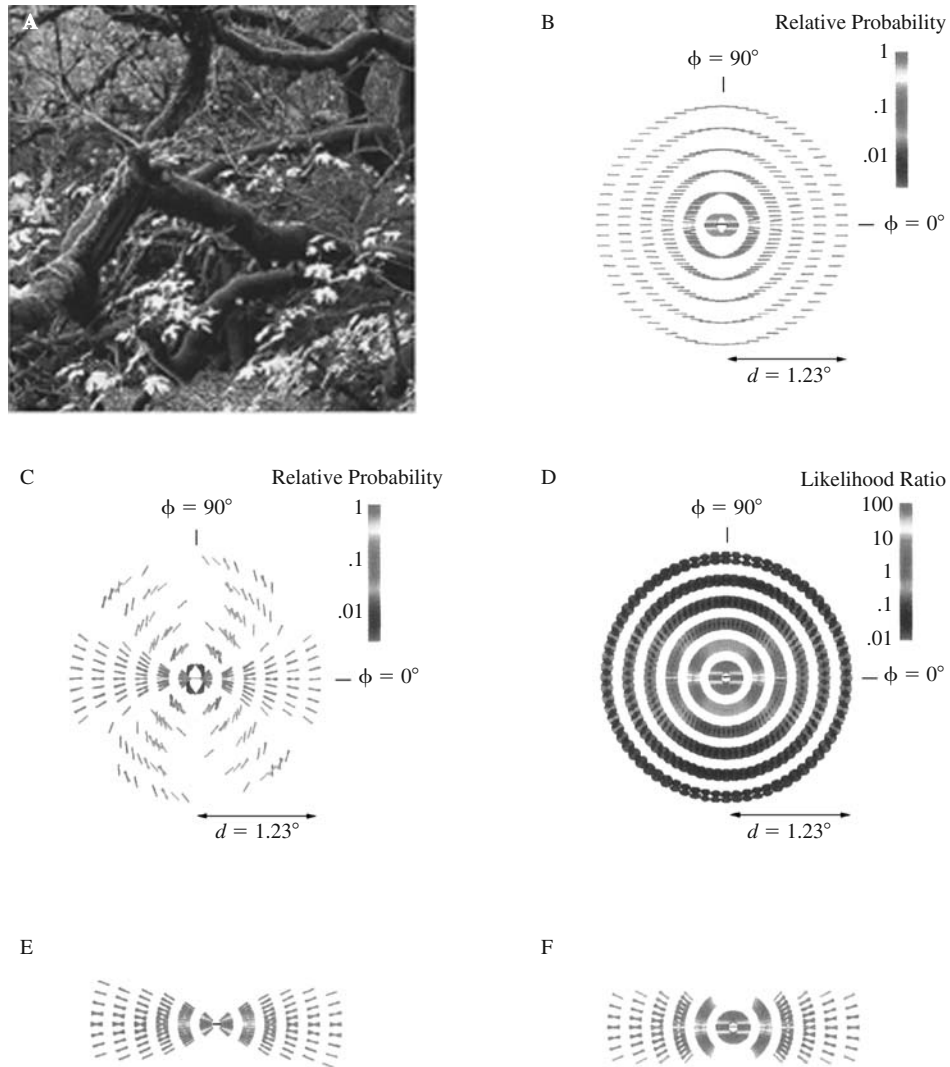 A
B
Relative Probability
1
.1
.01
ϕ = 90°
ϕ = 0°
d = 1.23°
C
Relative Probability
1
.1
.01
ϕ = 90°
ϕ = 0°
d = 1.23°
D
Likelihood Ratio
100
10
1
.1
.01
ϕ = 90°
ϕ = 0°
d = 1.23°
E
F